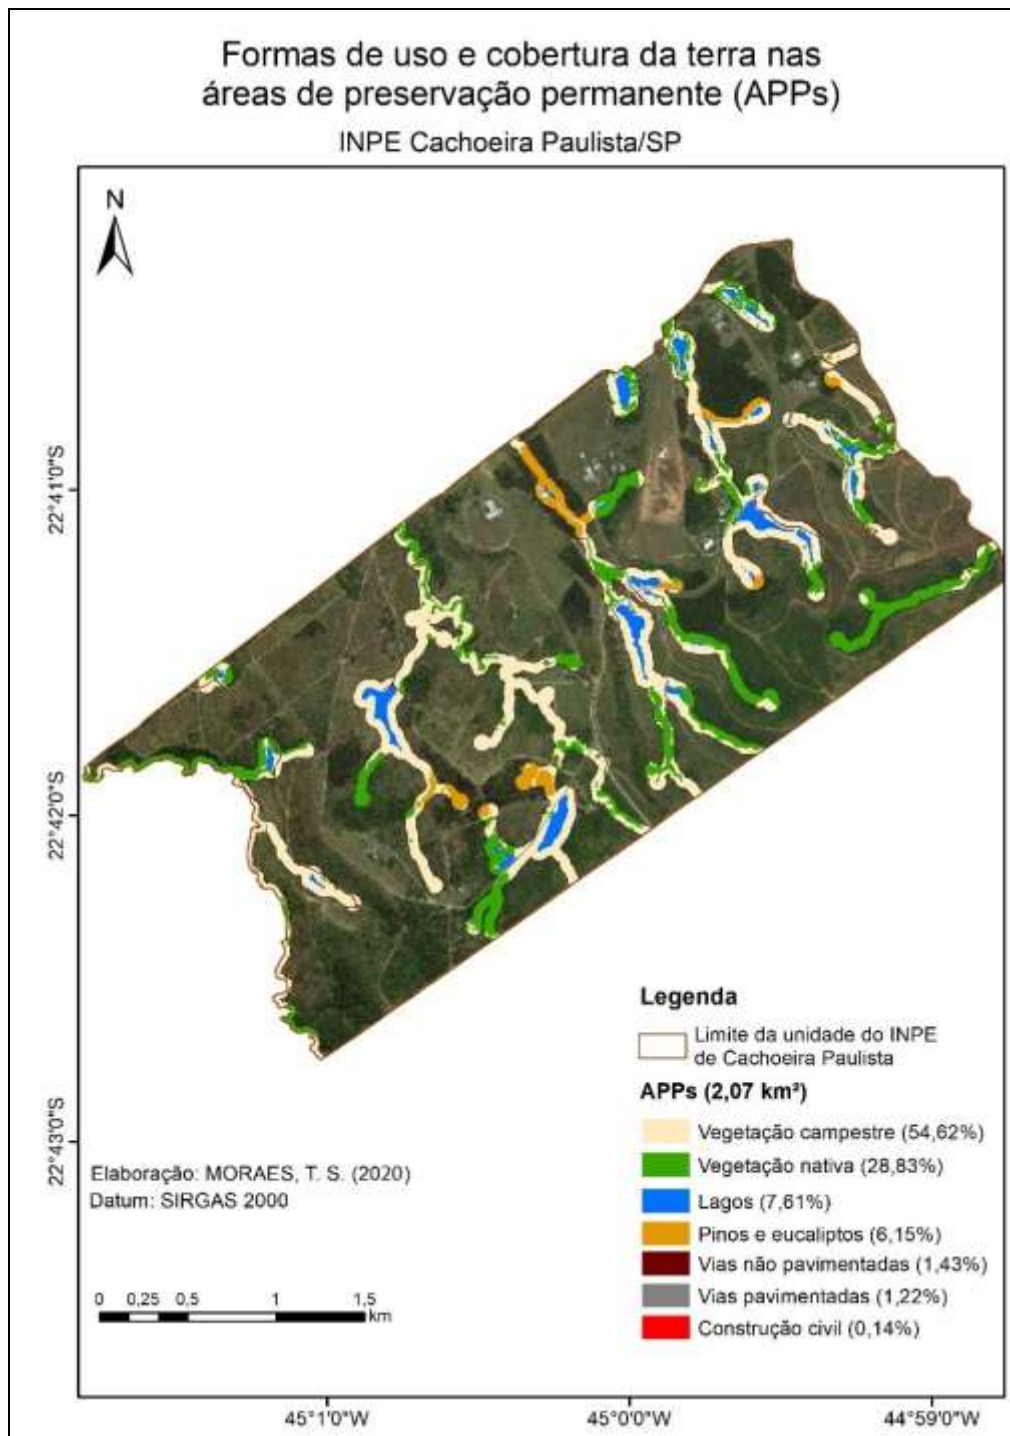 Formas de uso e cobertura da terra nas
áreas de preservação permanente (APPs)
INPE Cachoeira Paulista/SP
N
22°41'0"S
22°42'0"S
22°43'0"S
Legenda
Limite da unidade do INPE
de Cachoeira Paulista
APPs (2,07 km²)
Vegetação campestre (54,62%)
Vegetação nativa (28,83%)
Lagos (7,61%)
Pinos e eucaliptos (6,15%)
Vias não pavimentadas (1,43%)
Vias pavimentadas (1,22%)
Construção civil (0,14%)
Elaboração: MORAES, T. S. (2020)
Datum: SIRGAS 2000
0 0,25 0,5 1 1,5
km
45°1'0"W 45°0'0"W 44°59'0"W